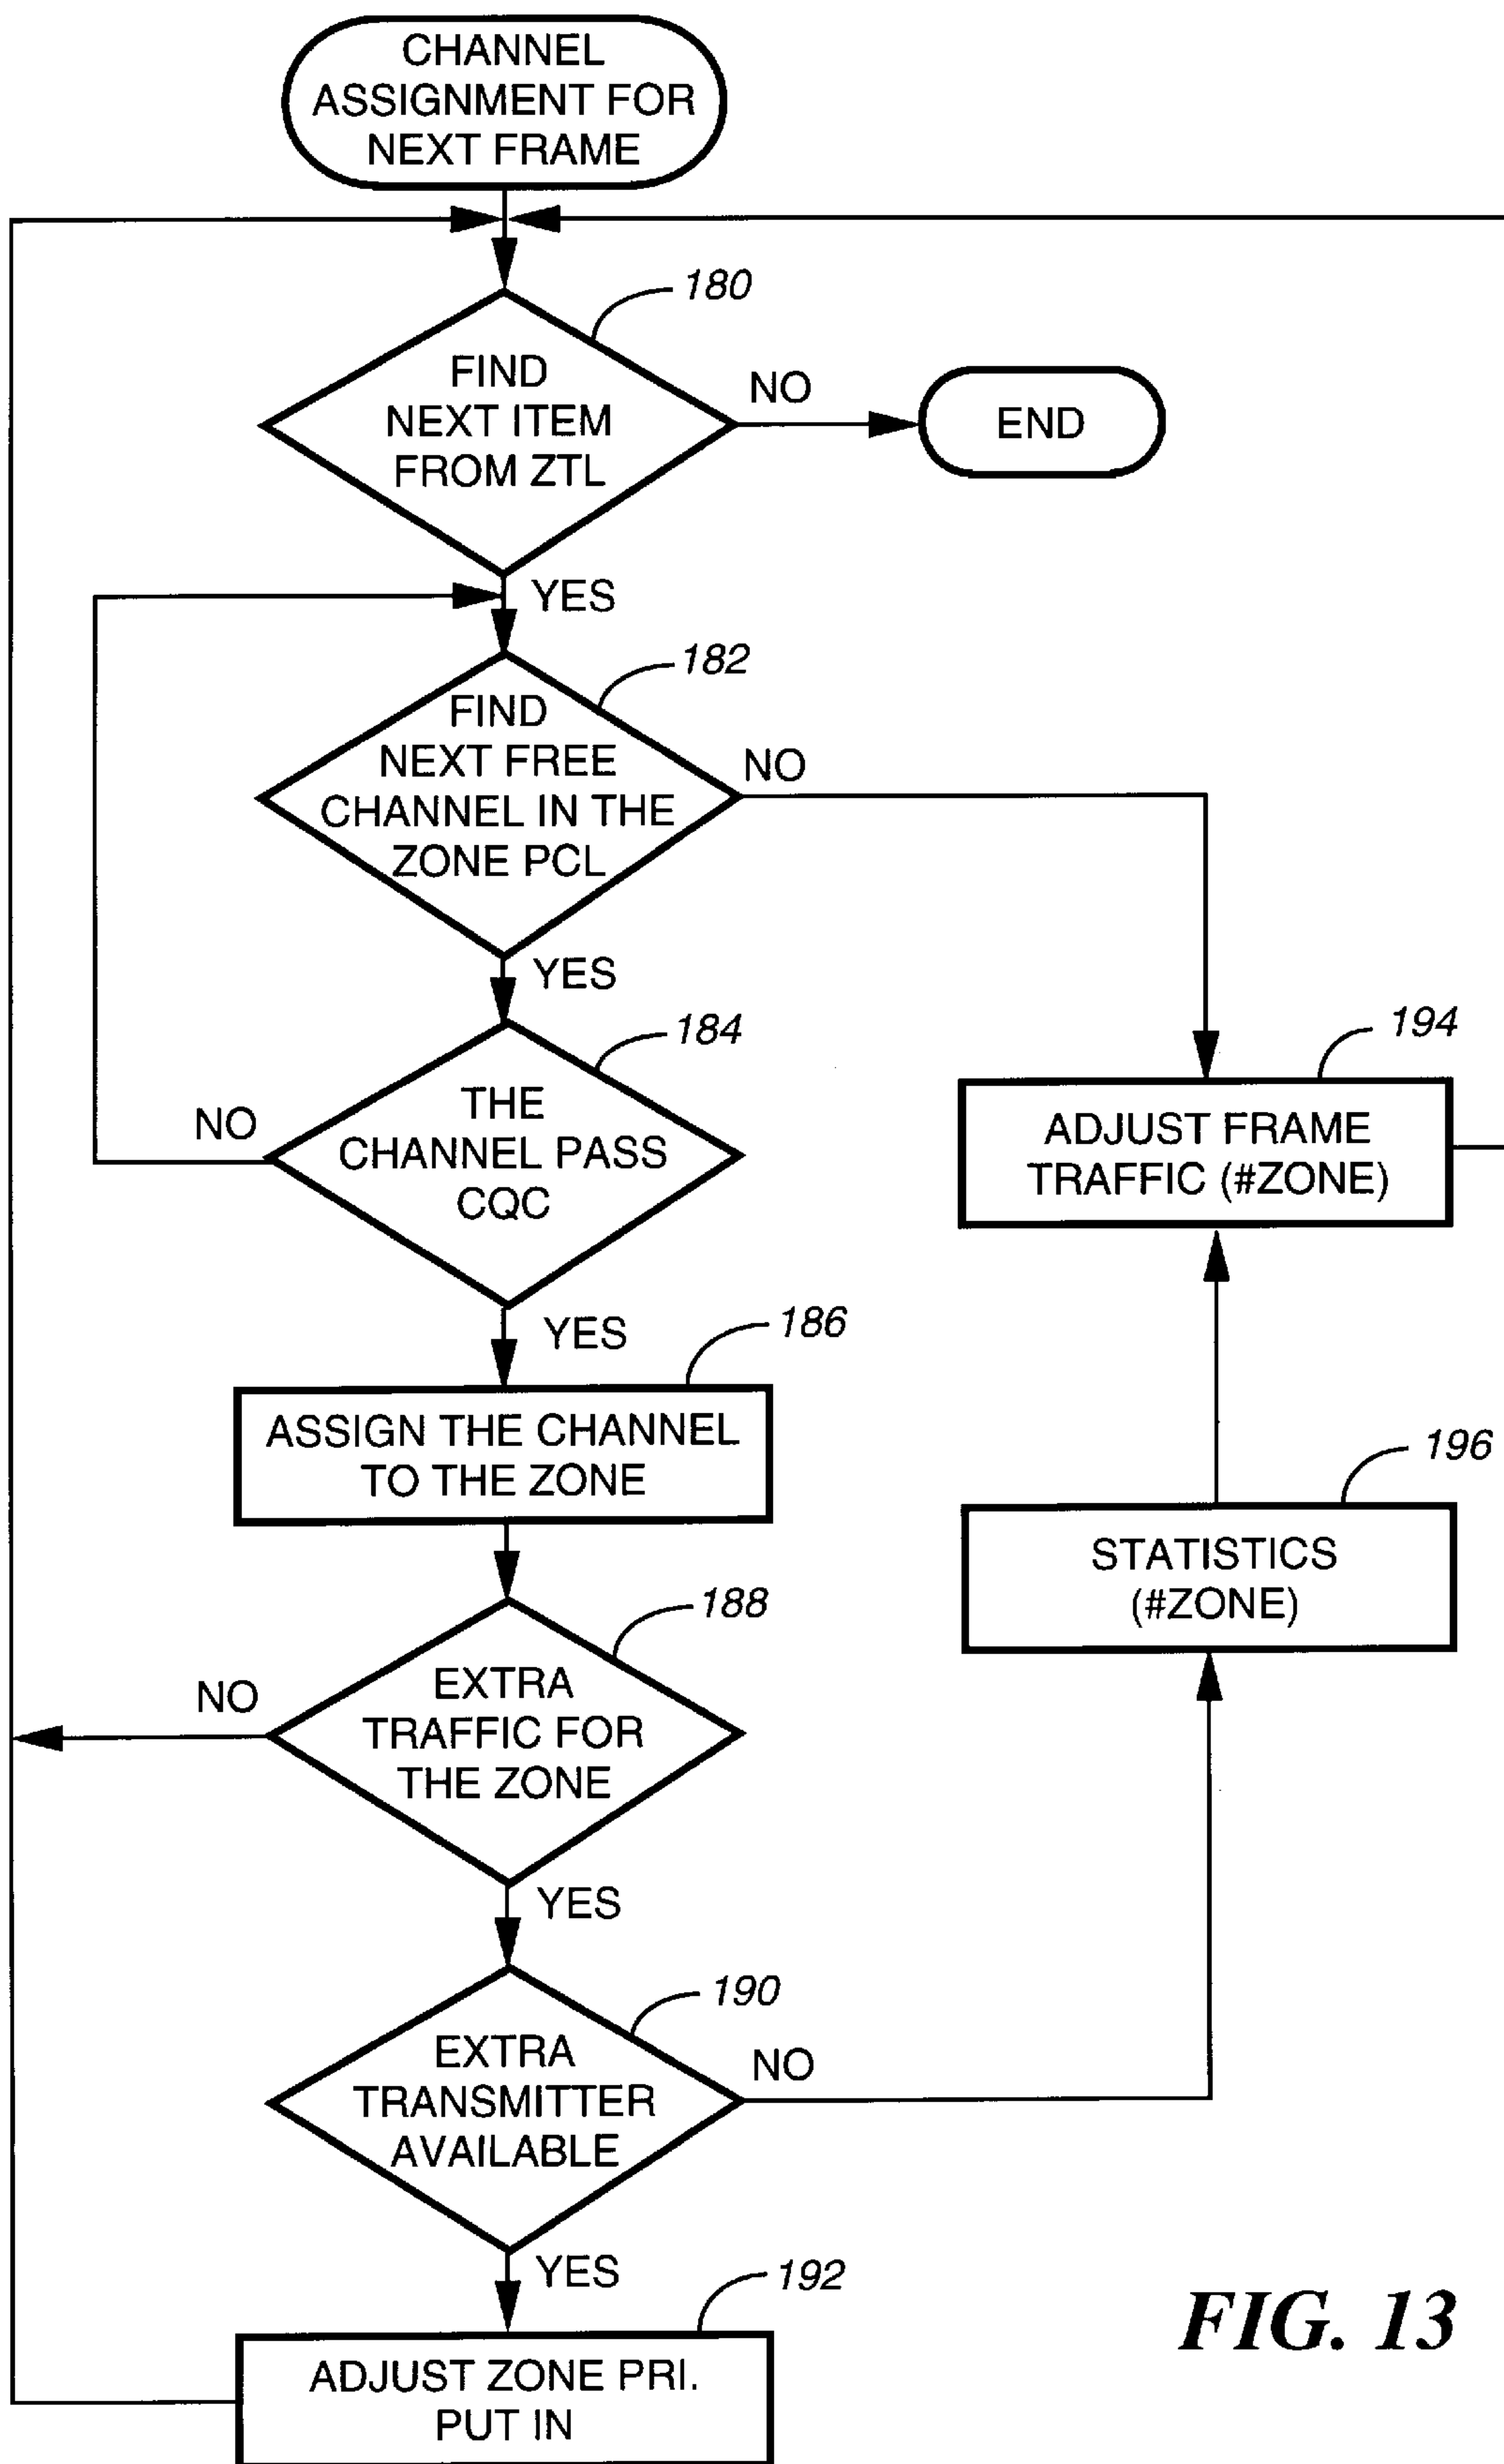 CHANNEL
ASSIGNMENT FOR
NEXT FRAME
180
FIND
NEXT ITEM
FROM ZTL
NO
END
YES
182
FIND
NEXT FREE
CHANNEL IN THE
ZONE PCL
NO
YES
184
THE
CHANNEL PASS
CQC
NO
194
ADJUST FRAME
TRAFFIC (#ZONE)
YES
186
ASSIGN THE CHANNEL
TO THE ZONE
196
STATISTICS
(#ZONE)
188
EXTRA
TRAFFIC FOR
THE ZONE
NO
YES
190
EXTRA
TRANSMITTER
AVAILABLE
NO
YES
192
ADJUST ZONE PRI.
PUT IN
FIG. 13